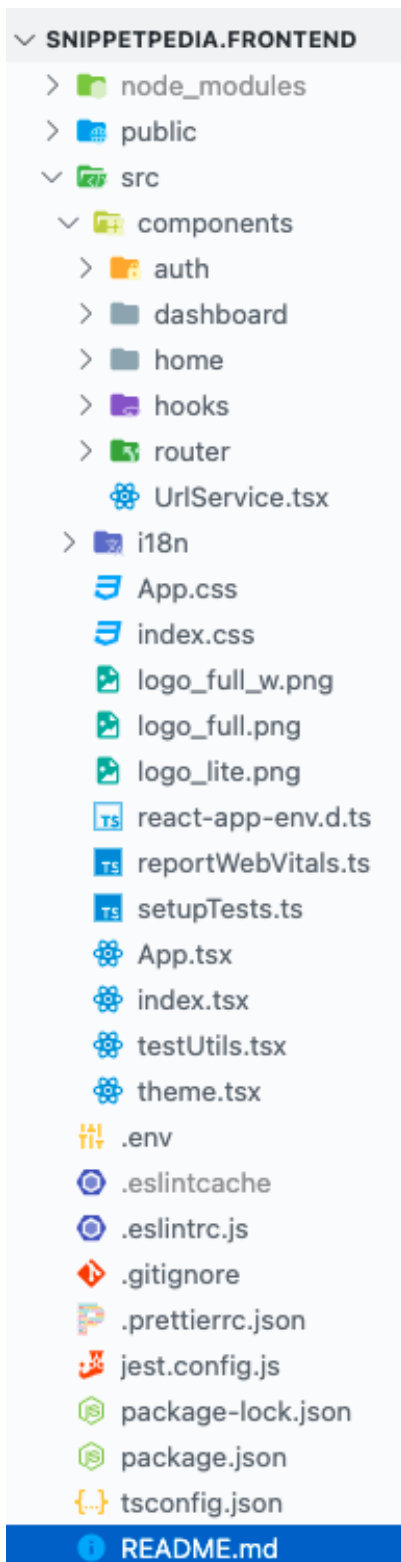 SNIPPETPEDIA.FRONTEND
node_modules
public
src
components
auth
dashboard
home
hooks
router
UrlService.tsx
i18n
App.css
index.css
logo_full_w.png
logo_full.png
logo_lite.png
TS react-app-env.d.ts
TS reportWebVitals.ts
TS setupTests.ts
App.tsx
index.tsx
testUtils.tsx
theme.tsx
.env
.eslintcache
.eslintrc.js
.gitignore
.prettierrc.json
jest.config.js
package-lock.json
package.json
{..} tsconfig.json
README.md